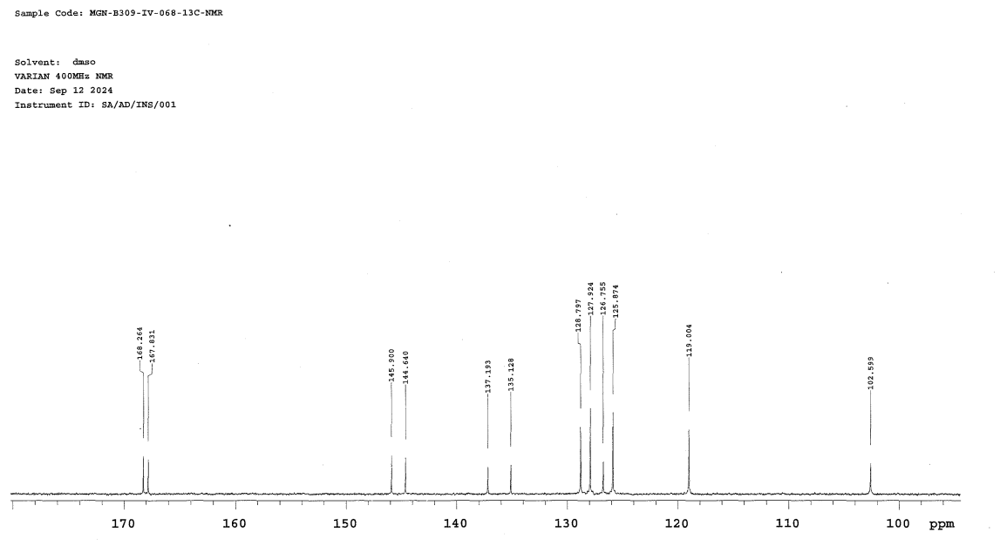 Sample Code: MGN-B309-IV-068-13C-NMR
Solvent: dmso
VARIAN 400MHz NMR
Date: Sep 12 2024
Instrument ID: SA/AD/INS/001
168.264
167.831
145.900
144.640
137.193
135.128
128.797
127.924
126.755
125.874
119.004
102.599
170 160 150 140 130 120 110 100 ppm